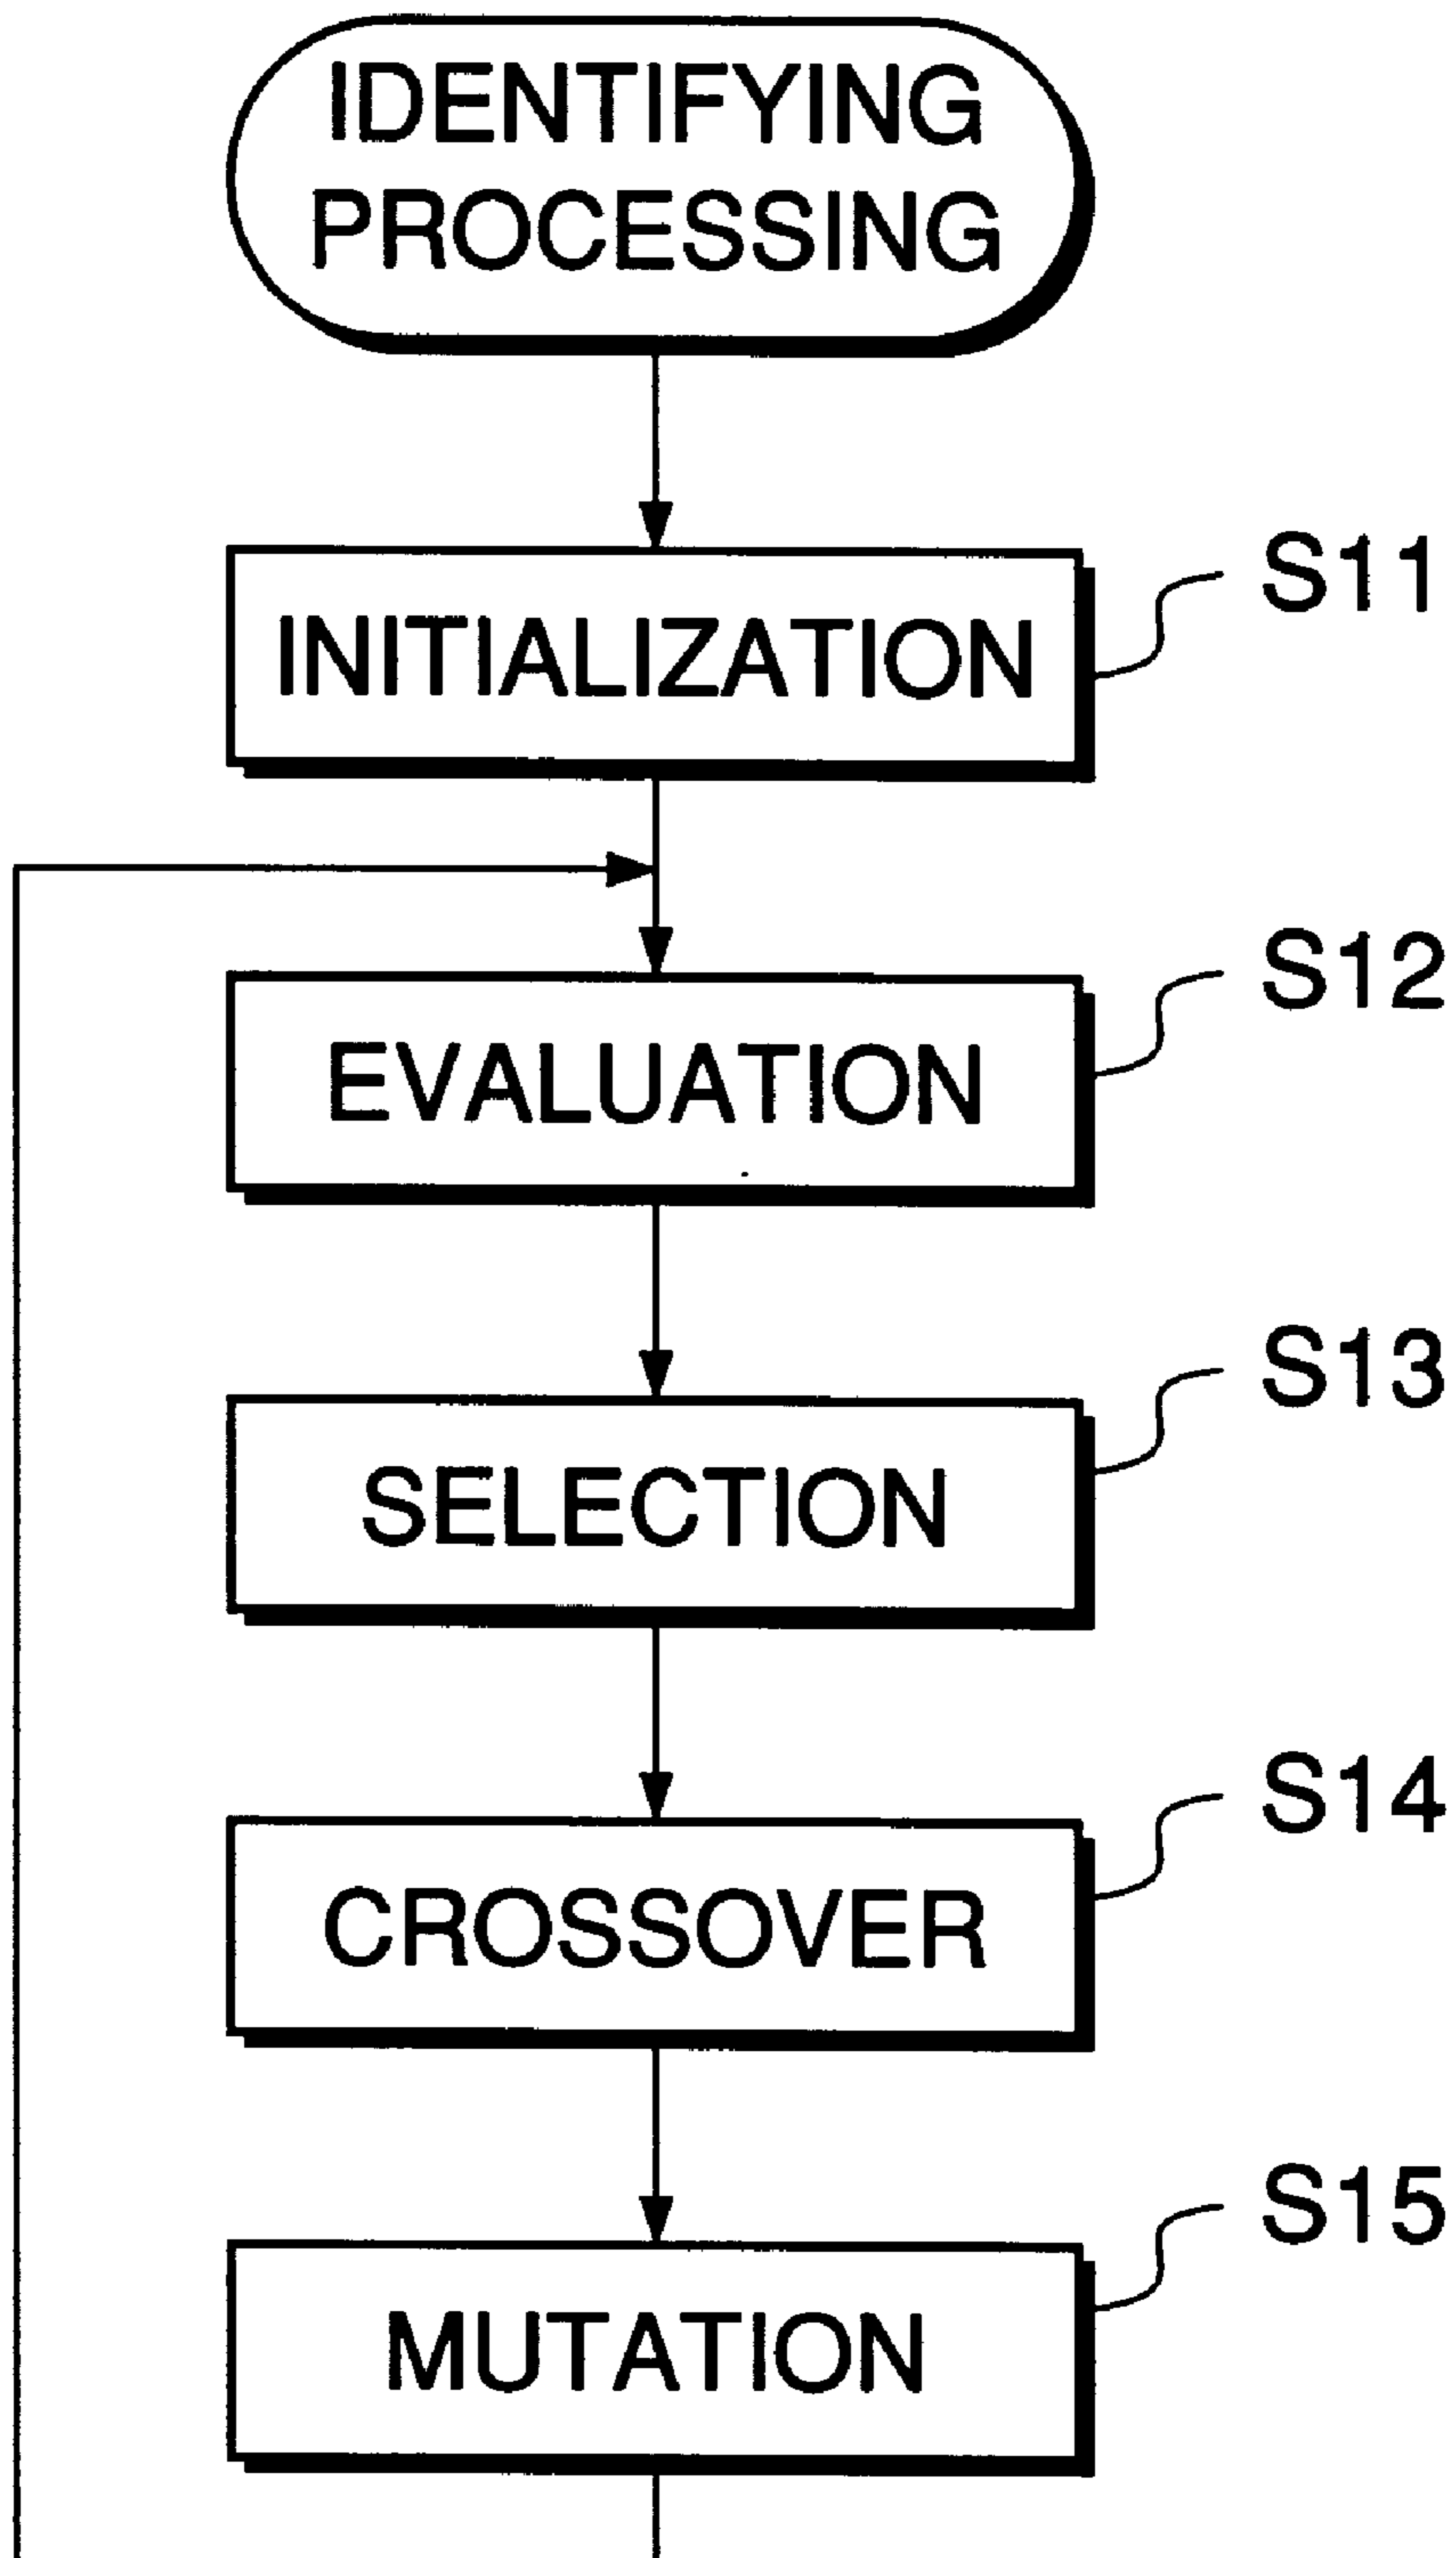 IDENTIFYING
PROCESSING
S11
INITIALIZATION
S12
EVALUATION
S13
SELECTION
S14
CROSSOVER
S15
MUTATION